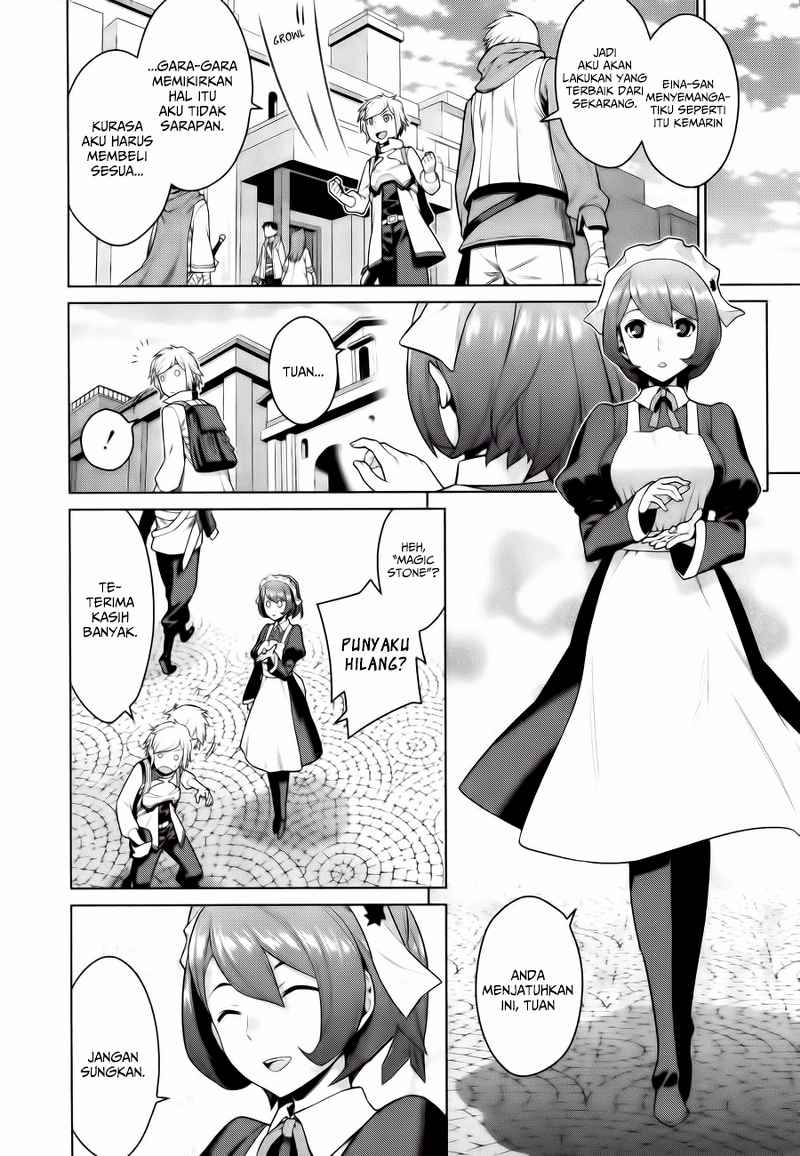 EINA-SAN
MENYEMANGA-
TIKU SEPERTI
ITU KEMARIN
JADI
AKU AKAN
LAKUKAN YANG
TERBAIK DARI
SEKARANG.
GROWL
...GARA-GARA
MEMIKIRKAN
HAL ITU
AKU TIDAK
SARAPAN.
KURASA
AKU HARUS
MEMBELI
SESUA...
TUAN...
!
ANDA
MENJATUHKAN
INI, TUAN
HEH,
"MAGIC
STONE"?
PUNYAKU
HILANG?
TE-
TERIMA
KASIH
BANYAK.
JANGAN
SUNGKAN.